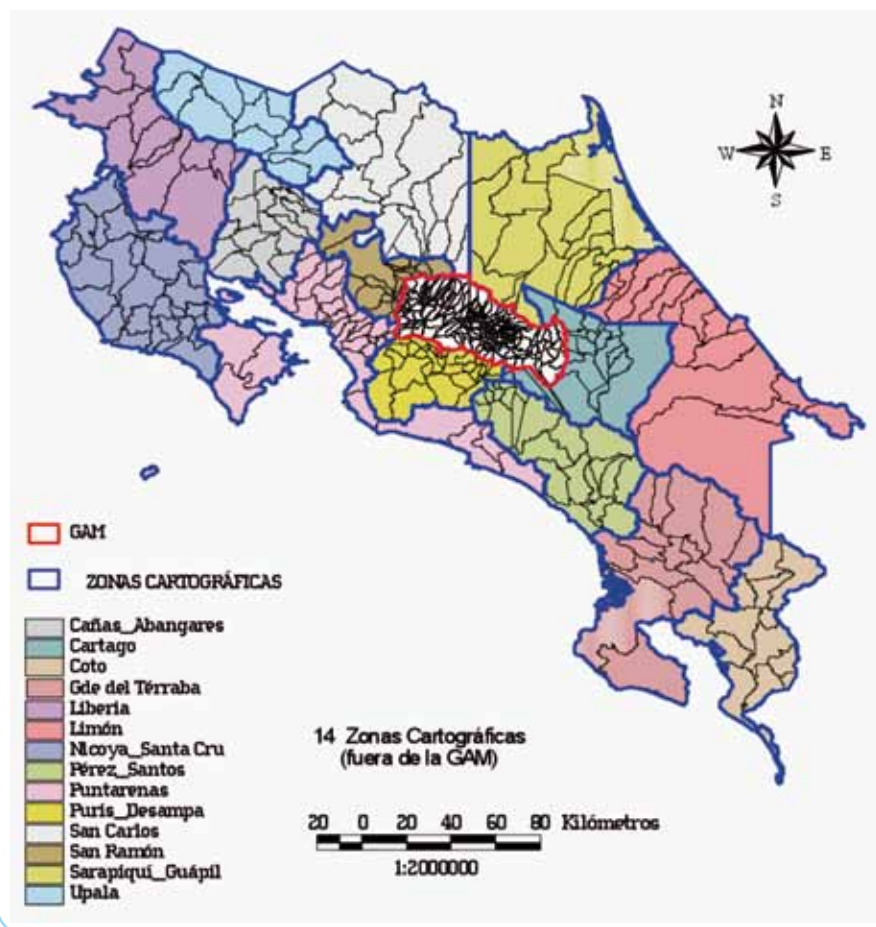 N
W E
S
GAM
ZONAS CARTOGRÁFICAS
Cañas_Abangares
Cartago
Coto
Gde del Térraba
Liberia
Limón
Nicoya_Santa Cru
Pérez_Santos
Puntarenas
Puris_Desampa
San Carlos
San Ramón
Sarapiquí_Guápil
Upala
14 Zonas Cartográficas
(fuera de la GAM)
20 0 20 40 60 80 Kilómetros
1:2000000